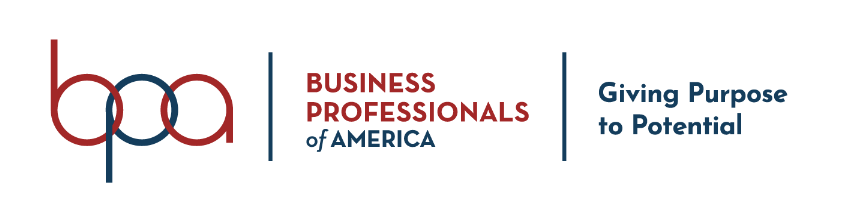 bpa
BUSINESS
PROFESSIONALS
of AMERICA
Giving Purpose
to Potential